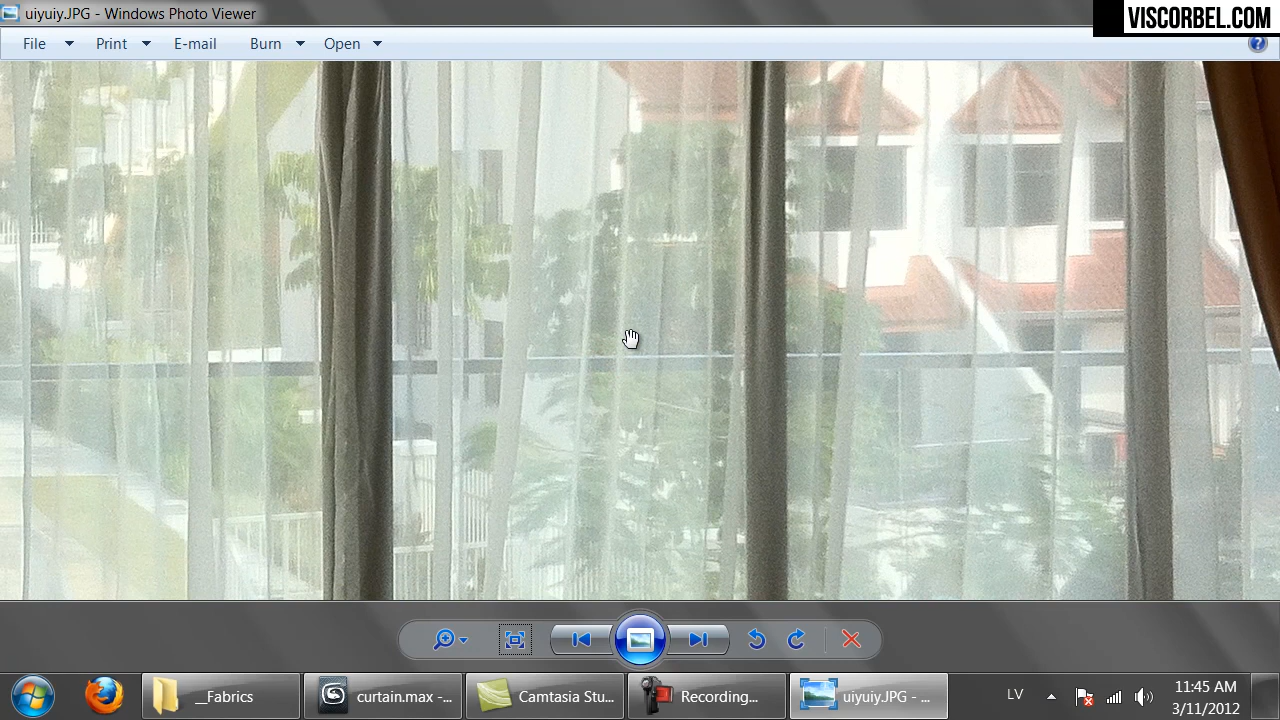 uiyuiy.JPG - Windows Photo Viewer
VISCORBEL.COM
File Print E-mail Burn Open
__Fabrics
curtain.max -...
Camtasia Stu...
Recording...
uiyuiy.JPG - ...
LV
11:45 AM
3/11/2012